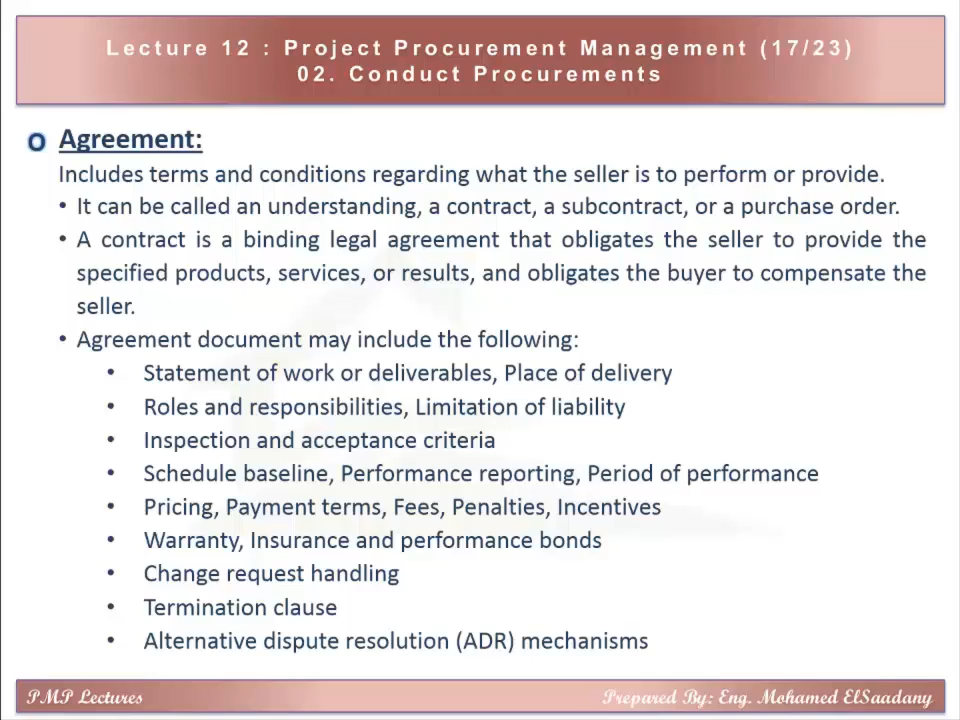 Lecture 12 : Project Procurement Management (17/23)
02. Conduct Procurements
o Agreement:
Includes terms and conditions regarding what the seller is to perform or provide.
• It can be called an understanding, a contract, a subcontract, or a purchase order.
• A contract is a binding legal agreement that obligates the seller to provide the
specified products, services, or results, and obligates the buyer to compensate the
seller.
• Agreement document may include the following:
• Statement of work or deliverables, Place of delivery
• Roles and responsibilities, Limitation of liability
• Inspection and acceptance criteria
• Schedule baseline, Performance reporting, Period of performance
• Pricing, Payment terms, Fees, Penalties, Incentives
• Warranty, Insurance and performance bonds
• Change request handling
• Termination clause
• Alternative dispute resolution (ADR) mechanisms
PMP Lectures
Prepared By: Eng. Mohamed ElSaadany